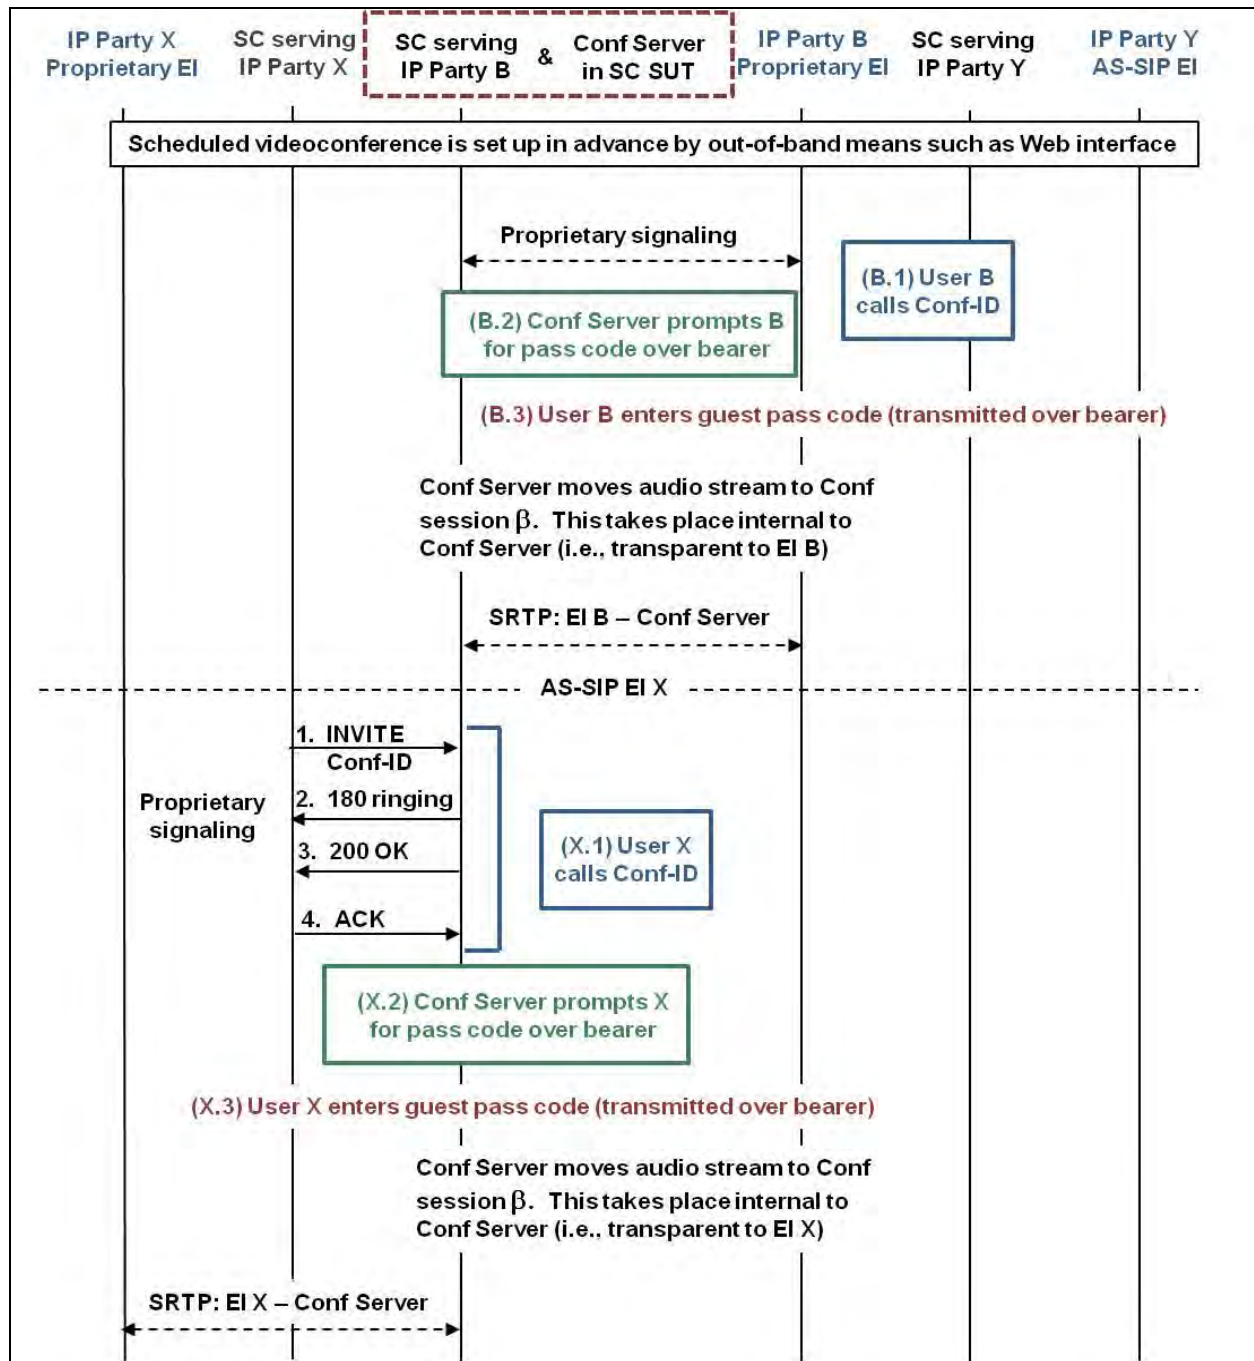 IP Party X
Proprietary EI
SC serving
IP Party X
SC serving
IP Party B
&
Conf Server
in SC SUT
IP Party B
Proprietary EI
SC serving
IP Party Y
IP Party Y
AS-SIP EI
Scheduled videoconference is set up in advance by out-of-band means such as Web interface
Proprietary signaling
(B.1) User B
calls Conf-ID
(B.2) Conf Server prompts B
for pass code over bearer
(B.3) User B enters guest pass code (transmitted over bearer)
Conf Server moves audio stream to Conf
session β. This takes place internal to
Conf Server (i.e., transparent to EI B)
SRTP: EI B – Conf Server
AS-SIP EI X
1. INVITE
Conf-ID
Proprietary
signaling
2. 180 ringing
3. 200 OK
4. ACK
(X.1) User X
calls Conf-ID
(X.2) Conf Server prompts X
for pass code over bearer
(X.3) User X enters guest pass code (transmitted over bearer)
Conf Server moves audio stream to Conf
session β. This takes place internal to
Conf Server (i.e., transparent to EI X)
SRTP: EI X – Conf Server